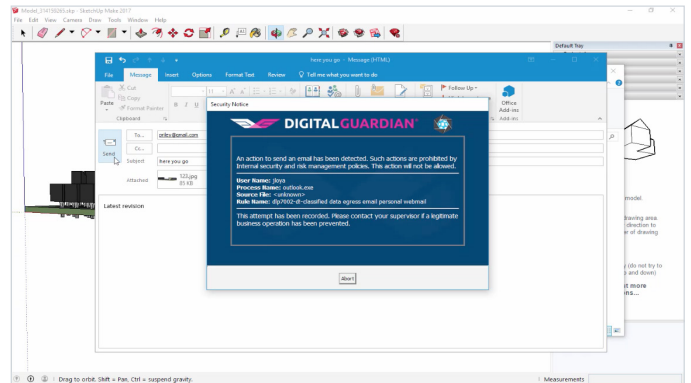 Model_314159265.skp - SketchUp Make 2017
File Edit View Camera Draw Tools Window Help
Default Tray
here you go - Message (HTML)
File Message Insert Options Format Text Review Tell me what you want to do
Cut
Copy
Format Painter
Paste
Clipboard
B I U
Follow Up
Office
Add-ins
Add-ins
Send
To...
Cc...
Subject here you go
Attached 123.jpg
85 KB
Latest revision
Security Notice
DIGITAL GUARDIAN
An action to send an email has been detected. Such actions are prohibited by
Internal security and risk management policies. This action will not be allowed.
User Name: jloya
Process Name: outlook.exe
Source File: <unknown>
Rule Name: dlp7002-dt-classified data egress email personal webmail
This attempt has been recorded. Please contact your supervisor if a legitimate
business operation has been prevented.
Abort
model.
drawing area
direction to
er of drawing
y (do not try to
p and down)
Drag to orbit. Shift = Pan, Ctrl = suspend gravity.
Measurements